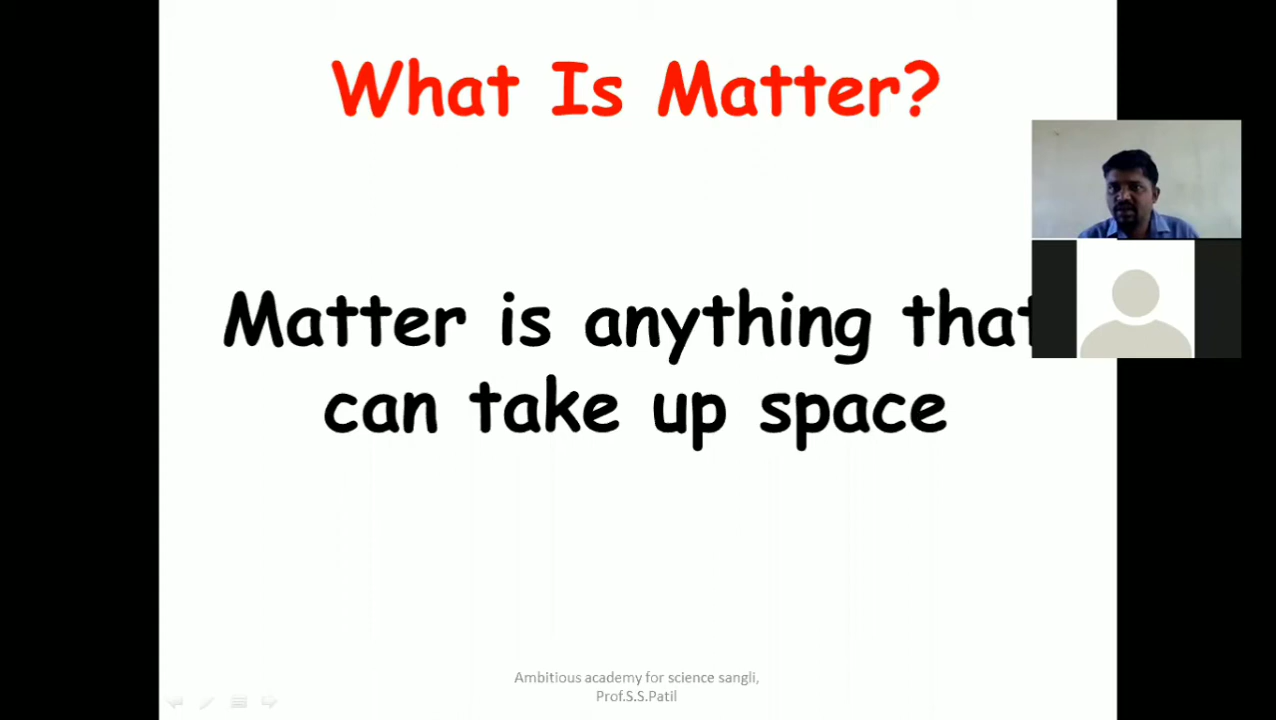 What Is Matter?
Matter is anything that
can take up space
Ambitious academy for science sangli,
Prof.S.S.Patil